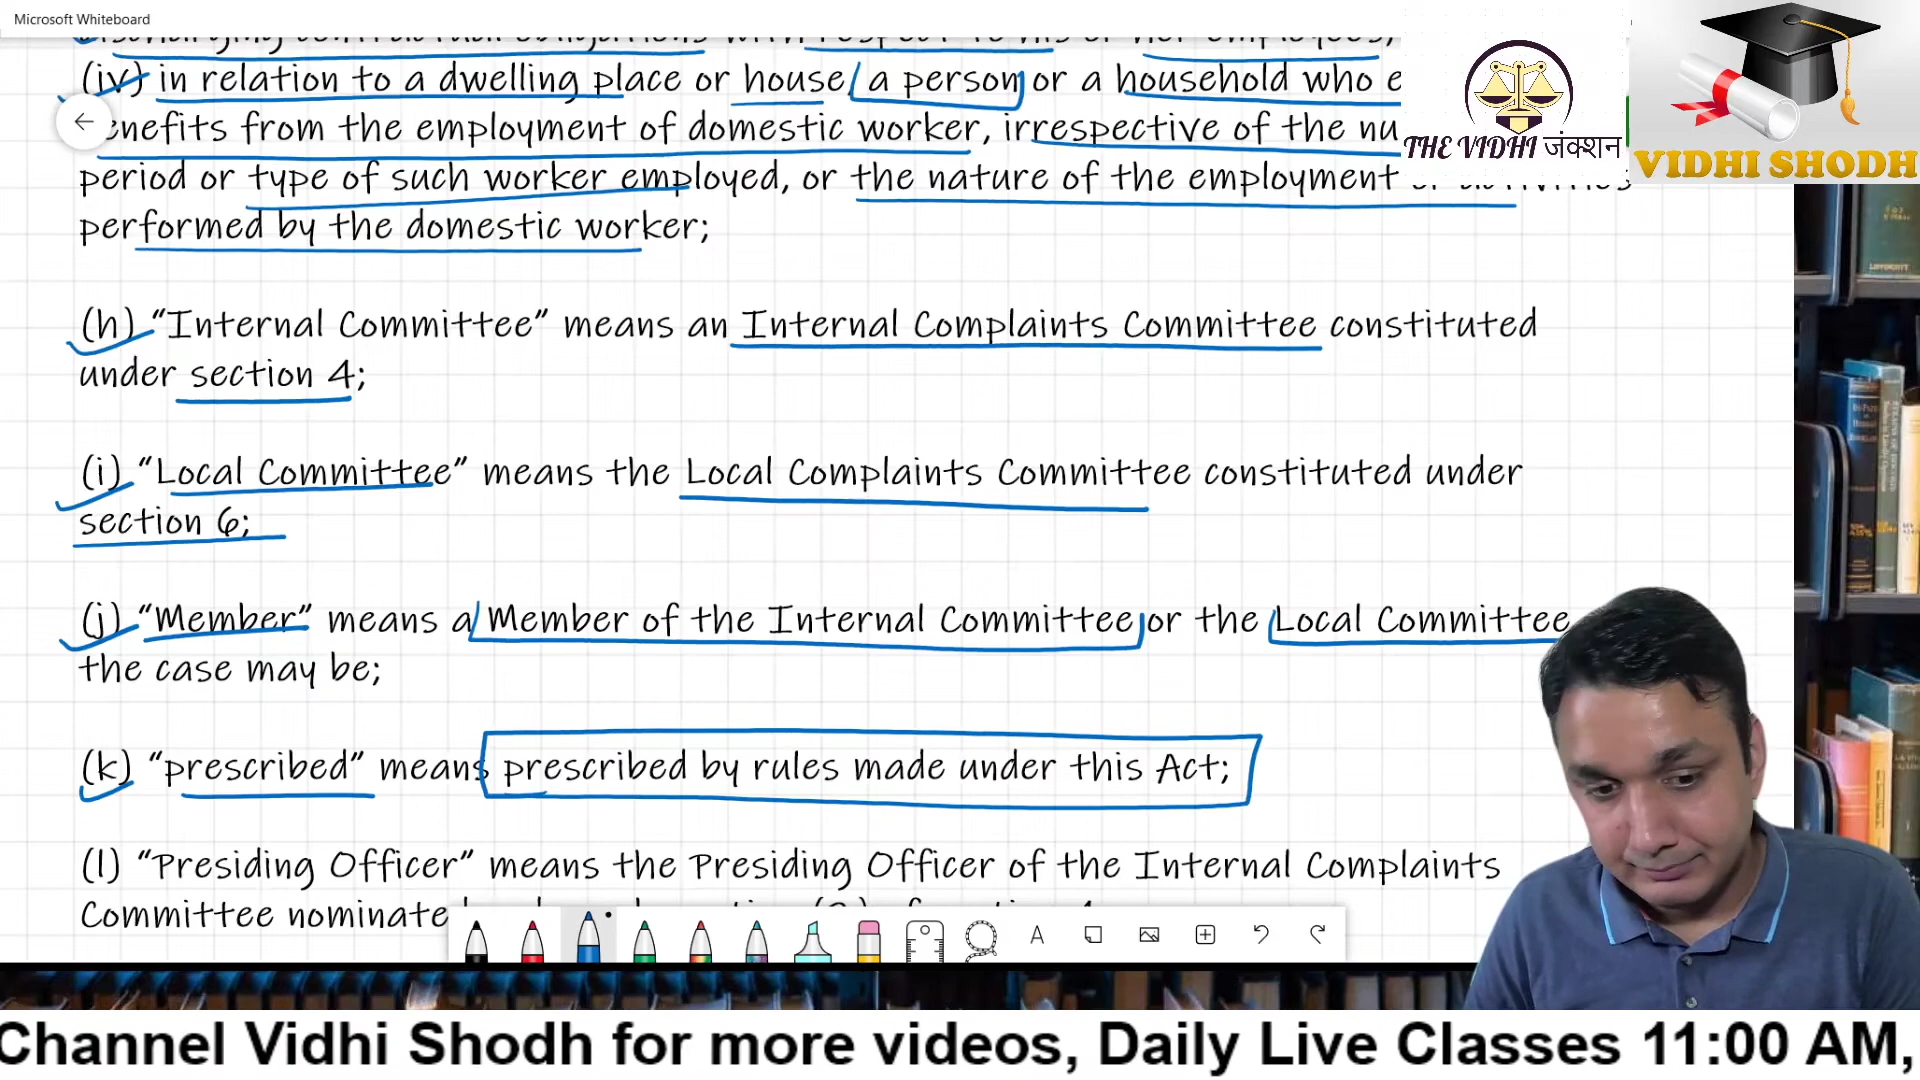 Microsoft Whiteboard
(iv) in relation to a dwelling place or house, a person or a household who
benefits from the employment of domestic worker, irrespective of the
period or type of such worker employed, or the nature of the employment
performed by the domestic worker;
(h) “Internal Committee” means an Internal Complaints Committee constituted
under section 4;
(i) “Local Committee” means the Local Complaints Committee constituted under
section 6;
(j) “Member” means a Member of the Internal Committee or the Local Committee
the case may be;
(k) “prescribed” means prescribed by rules made under this Act;
(l) “Presiding Officer” means the Presiding Officer of the Internal Complaints
Committee
THE VIDHI जंक्शन
VIDHI SHODH
Channel Vidhi Shodh for more videos, Daily Live Classes 11:00 AM,